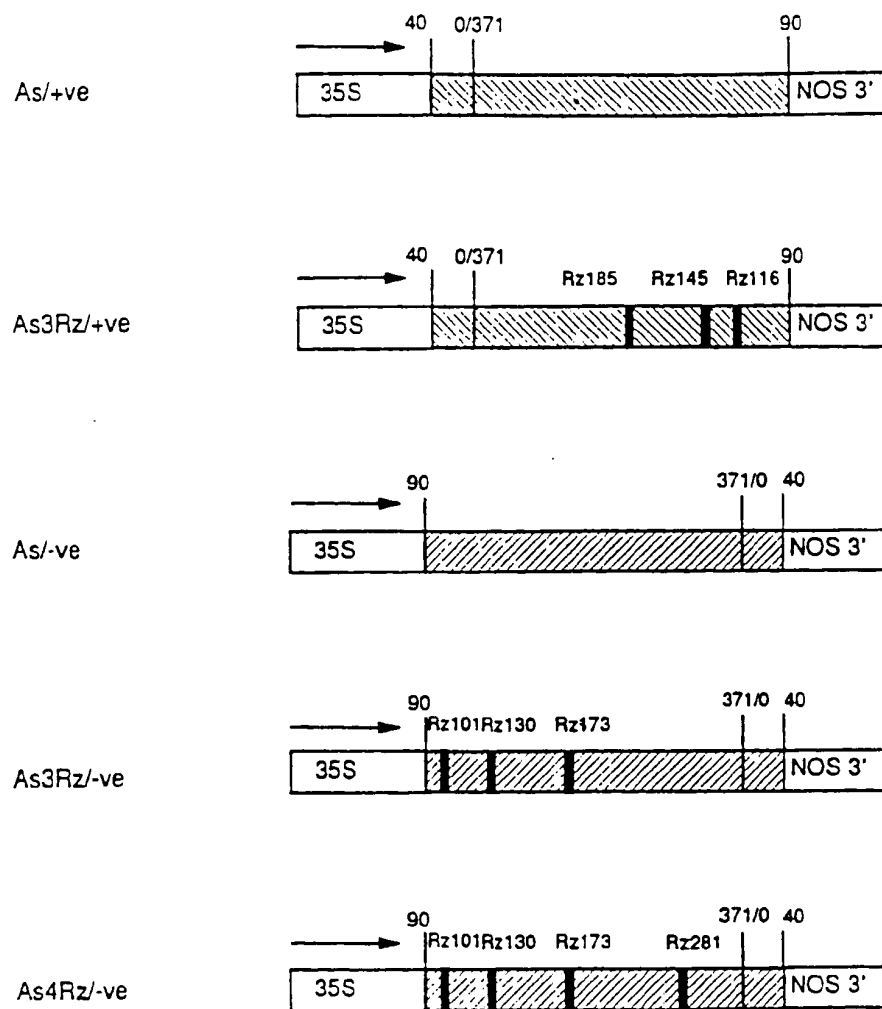 40 0/371 90
As/+ve 35S NOS 3'
40 0/371 Rz185 Rz145 Rz116 90
As3Rz/+ve 35S NOS 3'
90 371/0 40
As/-ve 35S NOS 3'
90 371/0 40
Rz101 Rz130 Rz173
As3Rz/-ve 35S NOS 3'
90 371/0 40
Rz101 Rz130 Rz173 Rz281
As4Rz/-ve 35S NOS 3'